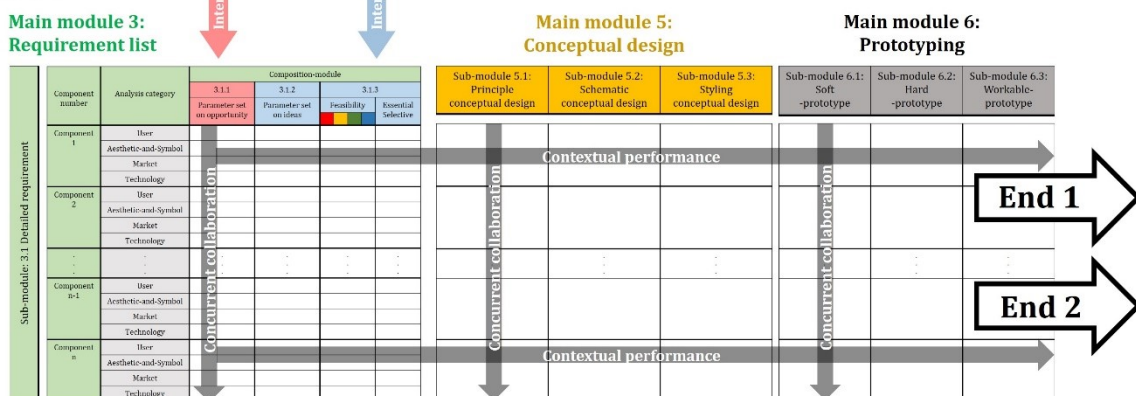 Main module 3:
Requirement list
Main module 5:
Conceptual design
Main module 6:
Prototyping
Sub-module: 3.1 Detailed requirement
Component
number
Analysis category
Composition-module
3.1.1
3.1.2
3.1.3
Parameter set
on opportunity
Parameter set
on ideas
Feasibility
Essential
Selective
Sub-module 5.1:
Principle
conceptual design
Sub-module 5.2:
Schematic
conceptual design
Sub-module 5.3:
Styling
conceptual design
Sub-module 6.1:
Soft
-prototype
Sub-module 6.2:
Hard
-prototype
Sub-module 6.3:
Workable-
prototype
Component
1
User
Aesthetic-and-Symbol
Market
Technology
Component
2
User
Aesthetic-and-Symbol
Market
Technology
Component
n-1
User
Aesthetic-and-Symbol
Market
Technology
Component
n
User
Aesthetic-and-Symbol
Market
Technology
Contextual performance
Contextual performance
Concurrent collaboration
Concurrent collaboration
Concurrent collaboration
End 1
End 2